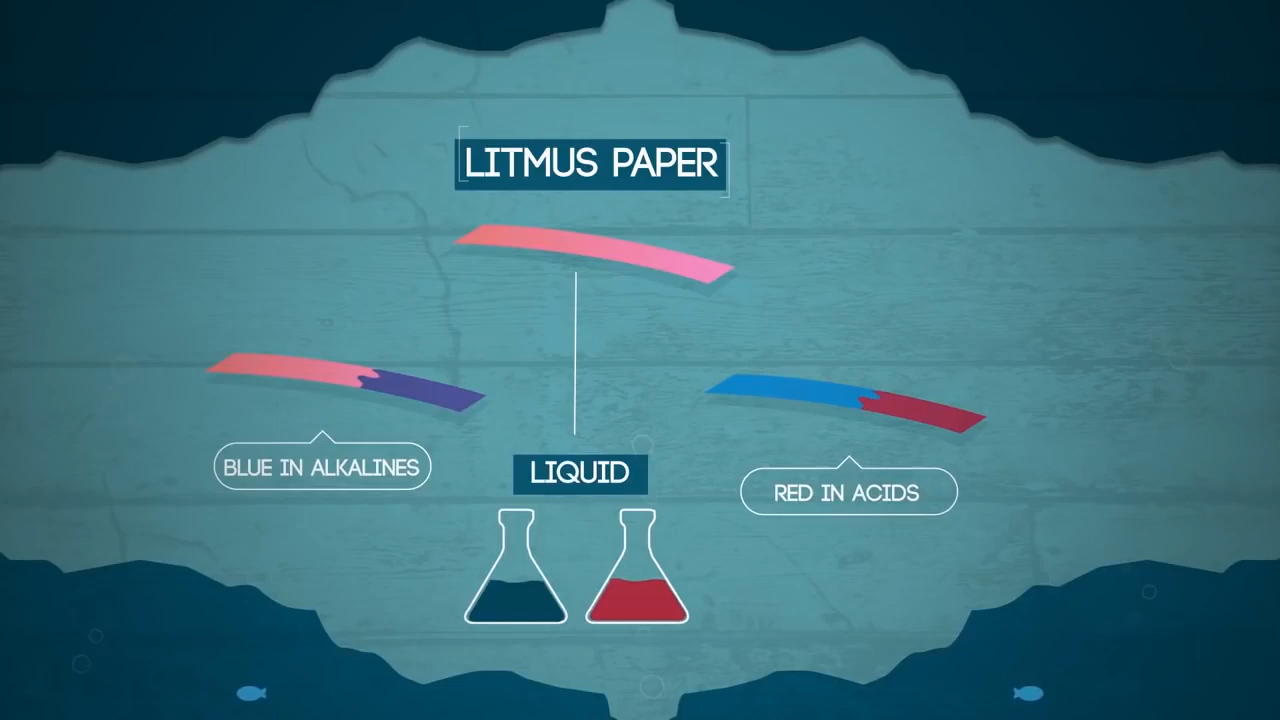 LITMUS PAPER
BLUE IN ALKALINES
LIQUID
RED IN ACIDS